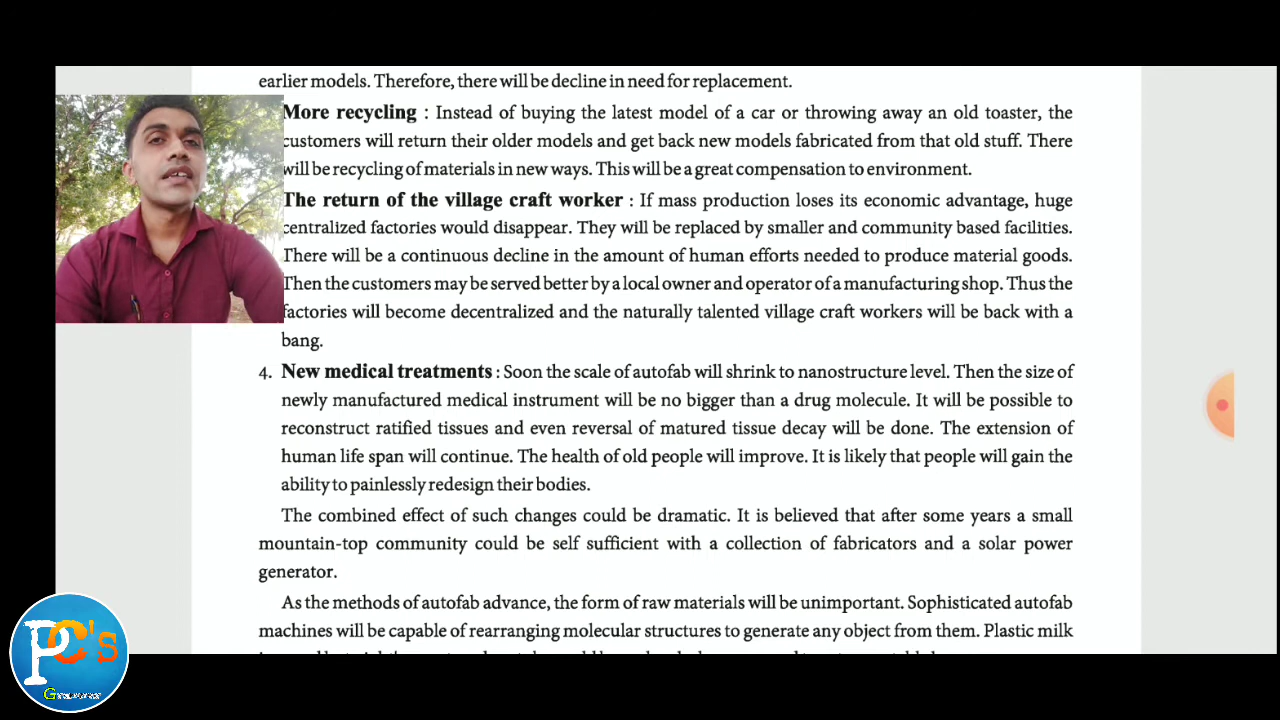 earlier models. Therefore, there will be decline in need for replacement.
More recycling : Instead of buying the latest model of a car or throwing away an old toaster, the
customers will return their older models and get back new models fabricated from that old stuff. There
will be recycling of materials in new ways. This will be a great compensation to environment.
The return of the village craft worker : If mass production loses its economic advantage, huge
centralized factories would disappear. They will be replaced by smaller and community based facilities.
There will be a continuous decline in the amount of human efforts needed to produce material goods.
Then the customers may be served better by a local owner and operator of a manufacturing shop. Thus the
factories will become decentralized and the naturally talented village craft workers will be back with a
bang.
4. New medical treatments : Soon the scale of autofab will shrink to nanostructure level. Then the size of
newly manufactured medical instrument will be no bigger than a drug molecule. It will be possible to
reconstruct ratified tissues and even reversal of matured tissue decay will be done. The extension of
human life span will continue. The health of old people will improve. It is likely that people will gain the
ability to painlessly redesign their bodies.
The combined effect of such changes could be dramatic. It is believed that after some years a small
mountain-top community could be self sufficient with a collection of fabricators and a solar power
generator.
As the methods of autofab advance, the form of raw materials will be unimportant. Sophisticated autofab
machines will be capable of rearranging molecular structures to generate any object from them. Plastic milk
PC's